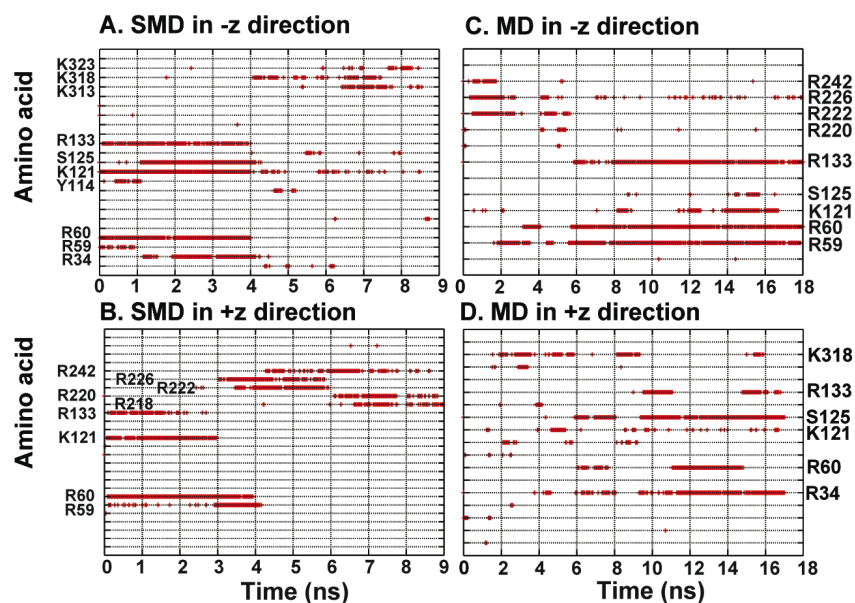 A. SMD in -z direction
Amino acid
K323
K318
K313
R133
S125
K121
Y114
R60
R59
R34
0 1 2 3 4 5 6 7 8 9
B. SMD in +z direction
Amino acid
R242
R226
R222
R220
R218
R133
K121
R60
R59
0 1 2 3 4 5 6 7 8 9
Time (ns)
C. MD in -z direction
R242
R226
R222
R220
R133
S125
K121
R60
R59
0 2 4 6 8 10 12 14 16 18
D. MD in +z direction
K318
R133
S125
K121
R60
R34
0 2 4 6 8 10 12 14 16 18
Time (ns)